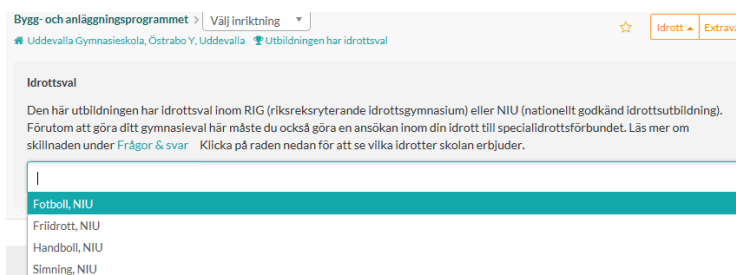 Bygg- och anläggningsprogrammet > Välj inriktning
Uddevalla Gymnasieskola, Östrabo Y, Uddevalla Utbildningen har idrottsval
Idrott
Idrottsval
Den här utbildningen har idrottsval inom RIG (riksreksryterande idrottsgymnasium) eller NIU (nationellt godkänd idrottsutbildning).
Förutom att göra ditt gymnasieval här måste du också göra en ansökan inom din idrott till specialidrottsförbundet. Läs mer om
skillnaden under Frågor & svar Klicka på raden nedan för att se vilka idrotter skolan erbjuder.
Fotboll, NIU
Friidrott, NIU
Handboll, NIU
Simning, NIU